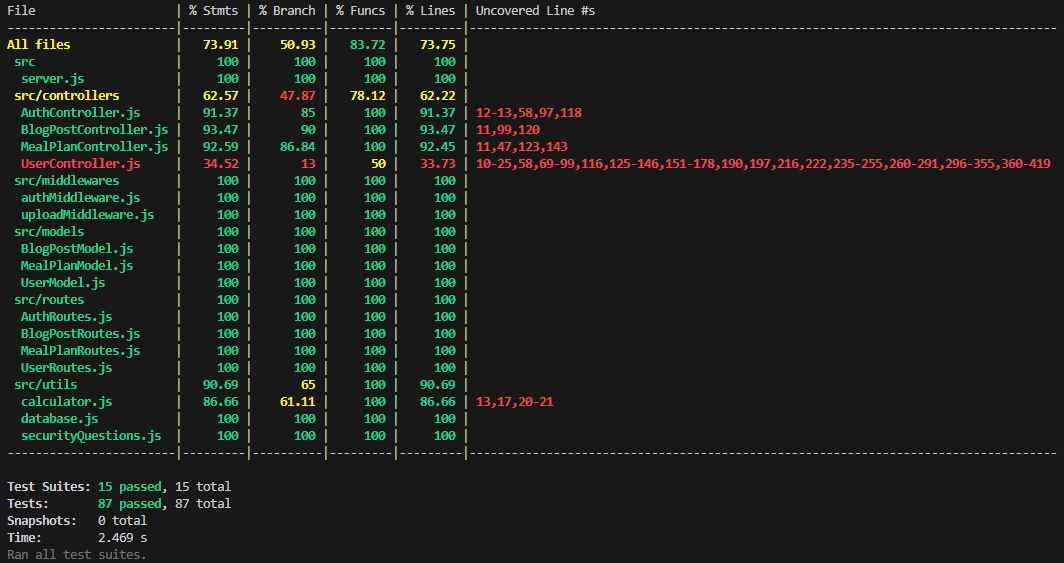 File                    | % Stmts | % Branch | % Funcs | % Lines | Uncovered Line #s
------------------------|---------|----------|---------|---------|------------------------------------------------------------------------------------
All files               |   73.91 |    50.93 |   83.72 |   73.75 |
 src                    |     100 |      100 |     100 |     100 |
  server.js             |     100 |      100 |     100 |     100 |
 src/controllers        |   62.57 |    47.87 |   78.12 |   62.22 |
  AuthController.js     |   91.37 |       85 |     100 |   91.37 | 12-13,58,97,118
  BlogPostController.js |   93.47 |       90 |     100 |   93.47 | 11,99,120
  MealPlanController.js |   92.59 |    86.84 |     100 |   92.45 | 11,47,123,143
  UserController.js     |   34.52 |       13 |      50 |   33.73 | 10-25,58,69-99,116,125-146,151-178,190,197,216,222,235-255,260-291,296-355,360-419
 src/middlewares        |     100 |      100 |     100 |     100 |
  authMiddleware.js     |     100 |      100 |     100 |     100 |
  uploadMiddleware.js   |     100 |      100 |     100 |     100 |
 src/models             |     100 |      100 |     100 |     100 |
  BlogPostModel.js      |     100 |      100 |     100 |     100 |
  MealPlanModel.js      |     100 |      100 |     100 |     100 |
  UserModel.js          |     100 |      100 |     100 |     100 |
 src/routes             |     100 |      100 |     100 |     100 |
  AuthRoutes.js         |     100 |      100 |     100 |     100 |
  BlogPostRoutes.js     |     100 |      100 |     100 |     100 |
  MealPlanRoutes.js     |     100 |      100 |     100 |     100 |
  UserRoutes.js         |     100 |      100 |     100 |     100 |
 src/utils              |   90.69 |       65 |     100 |   90.69 |
  calculator.js         |   86.66 |    61.11 |     100 |   86.66 | 13,17,20-21
  database.js           |     100 |      100 |     100 |     100 |
  securityQuestions.js  |     100 |      100 |     100 |     100 |
------------------------|---------|----------|---------|---------|------------------------------------------------------------------------------------
Test Suites: 15 passed, 15 total
Tests:       87 passed, 87 total
Snapshots:   0 total
Time:        2.469 s
Ran all test suites.